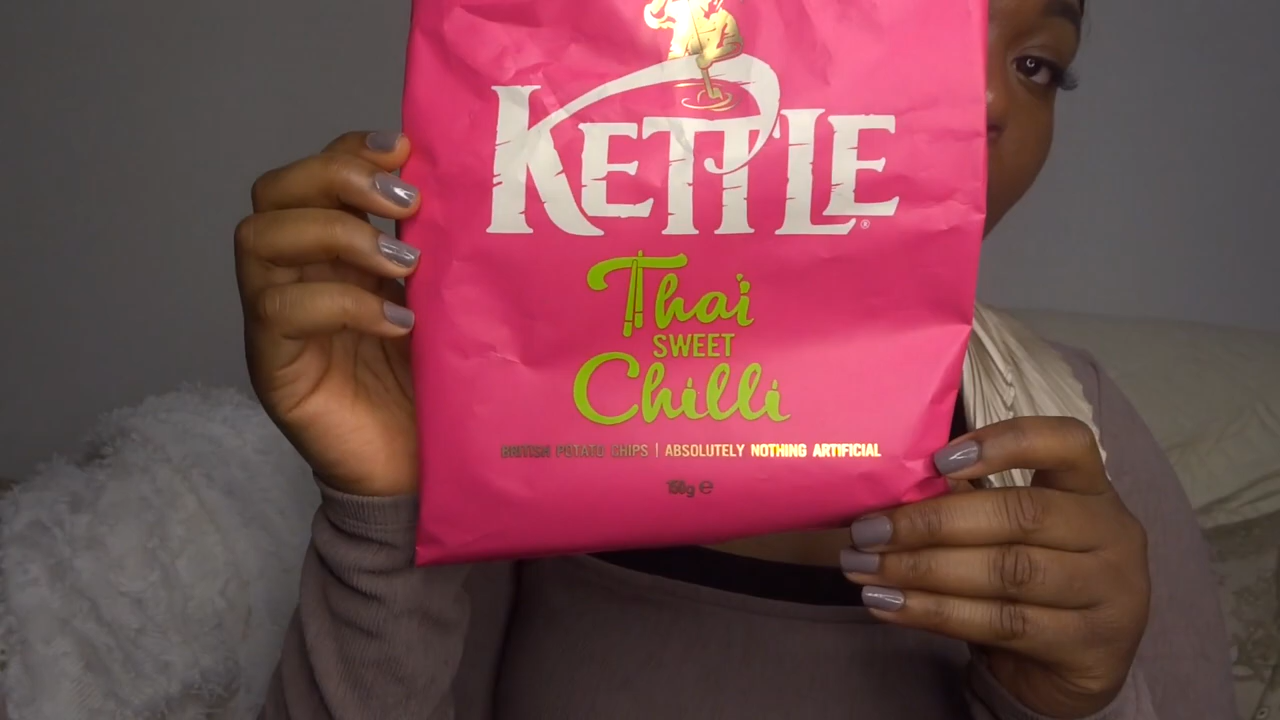 KETTLE®
Thai
SWEET
Chilli
BRITISH POTATO CHIPS | ABSOLUTELY NOTHING ARTIFICIAL
150g ℮